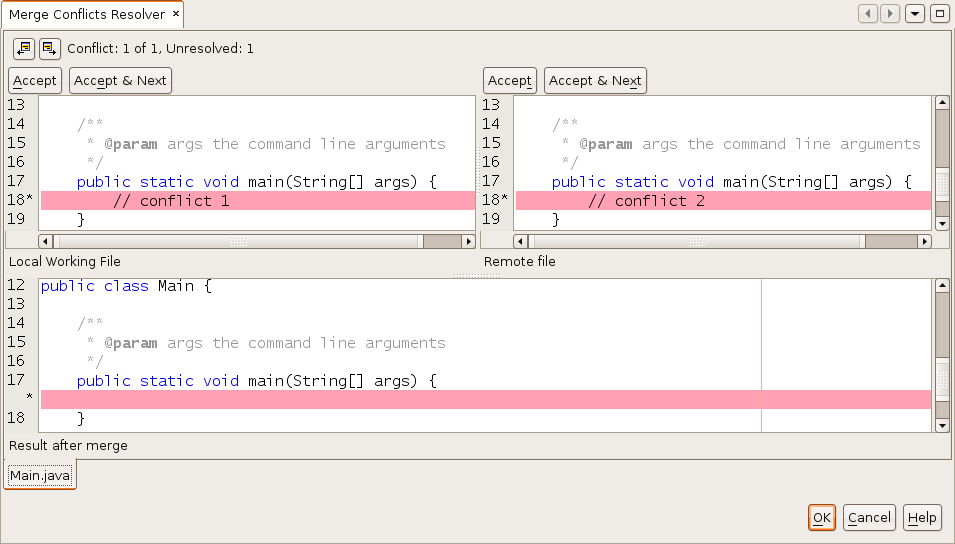 Merge Conflicts Resolver ×
Conflict: 1 of 1, Unresolved: 1
Accept Accept & Next
13
14     /**
15      * @param args the command line arguments
16      */
17     public static void main(String[] args) {
18*        // conflict 1
19     }
Local Working File
Accept Accept & Next
13
14     /**
15      * @param args the command line arguments
16      */
17     public static void main(String[] args) {
18*        // conflict 2
19     }
Remote file
12 public class Main {
13
14     /**
15      * @param args the command line arguments
16      */
17     public static void main(String[] args) {
*
18     }
Result after merge
Main.java
OK Cancel Help